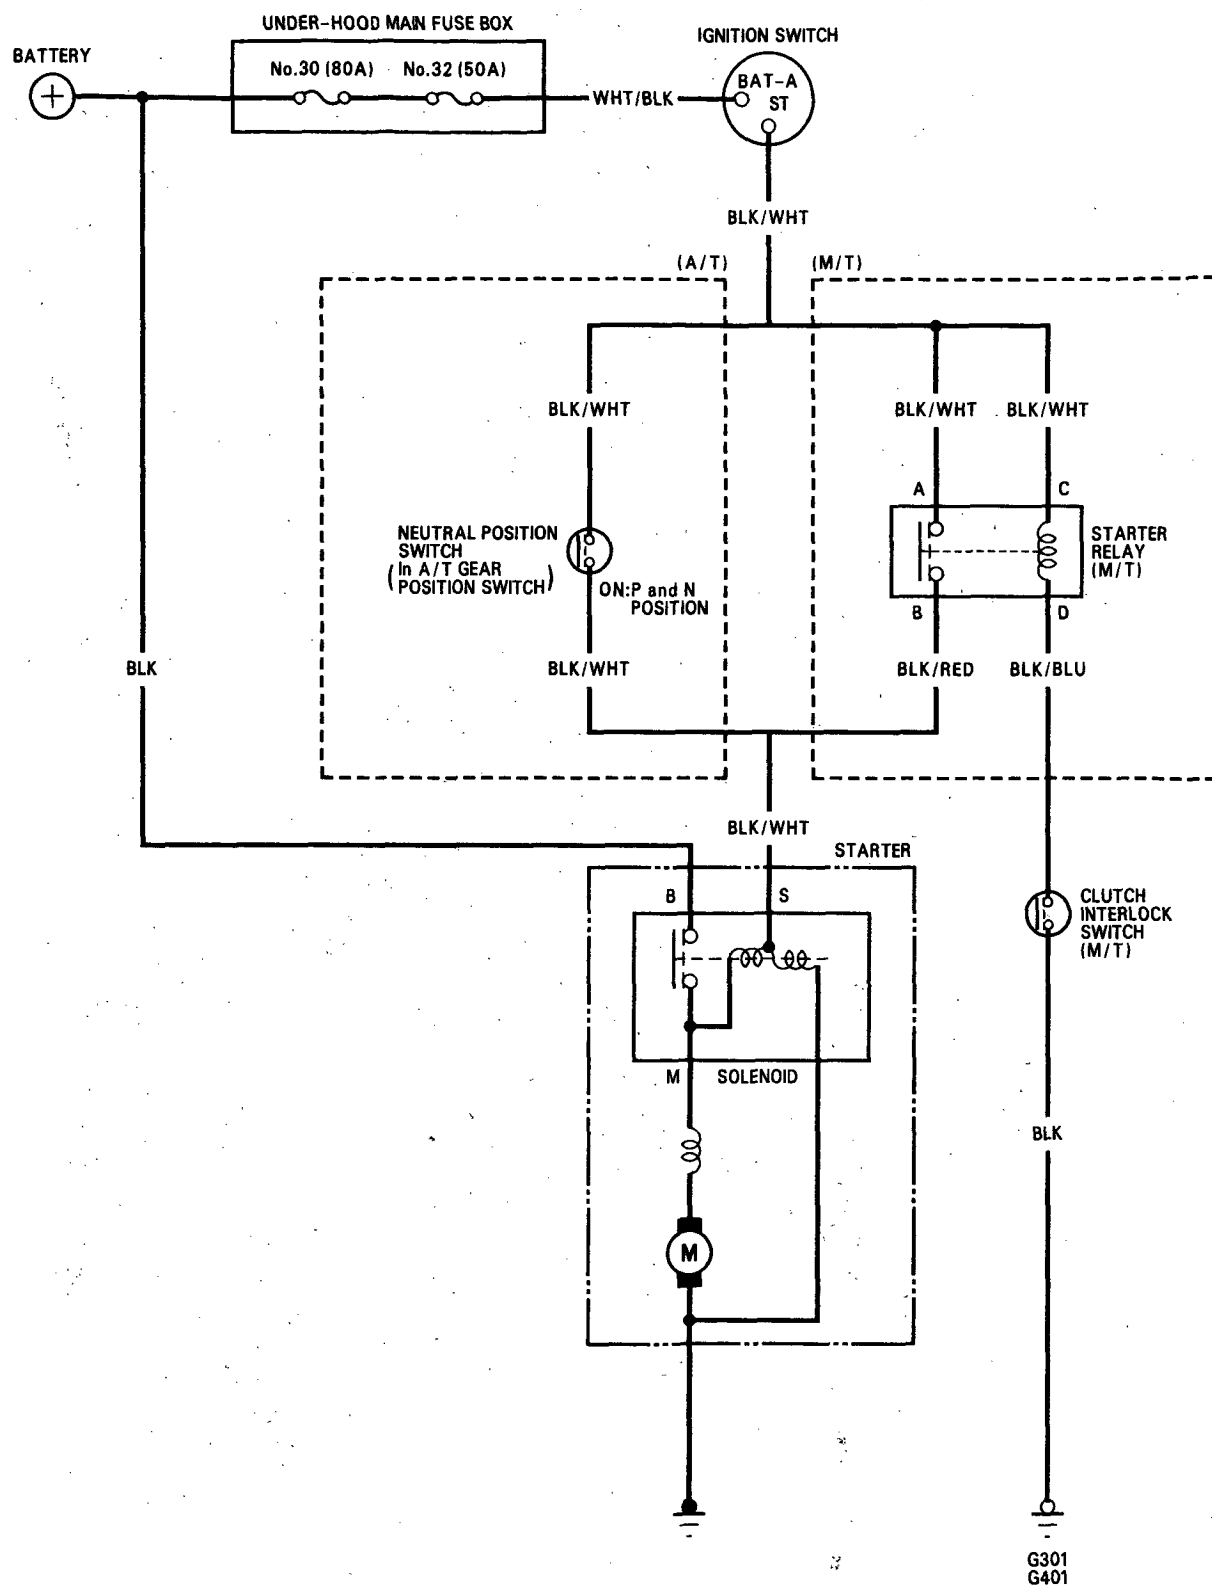 UNDER-HOOD MAIN FUSE BOX
IGNITION SWITCH
BATTERY
No.30 (80A) No.32 (50A)
BAT-A
ST
+
WHT/BLK
BLK/WHT
(A/T) (M/T)
BLK/WHT
BLK/WHT BLK/WHT
A
C
NEUTRAL POSITION
SWITCH
(In A/T GEAR
POSITION SWITCH)
ON:P and N
POSITION
STARTER
RELAY
(M/T)
B
D
BLK
BLK/WHT
BLK/RED
BLK/BLU
BLK/WHT
STARTER
B
S
CLUTCH
INTERLOCK
SWITCH
(M/T)
M
SOLENOID
BLK
M
G301
G401